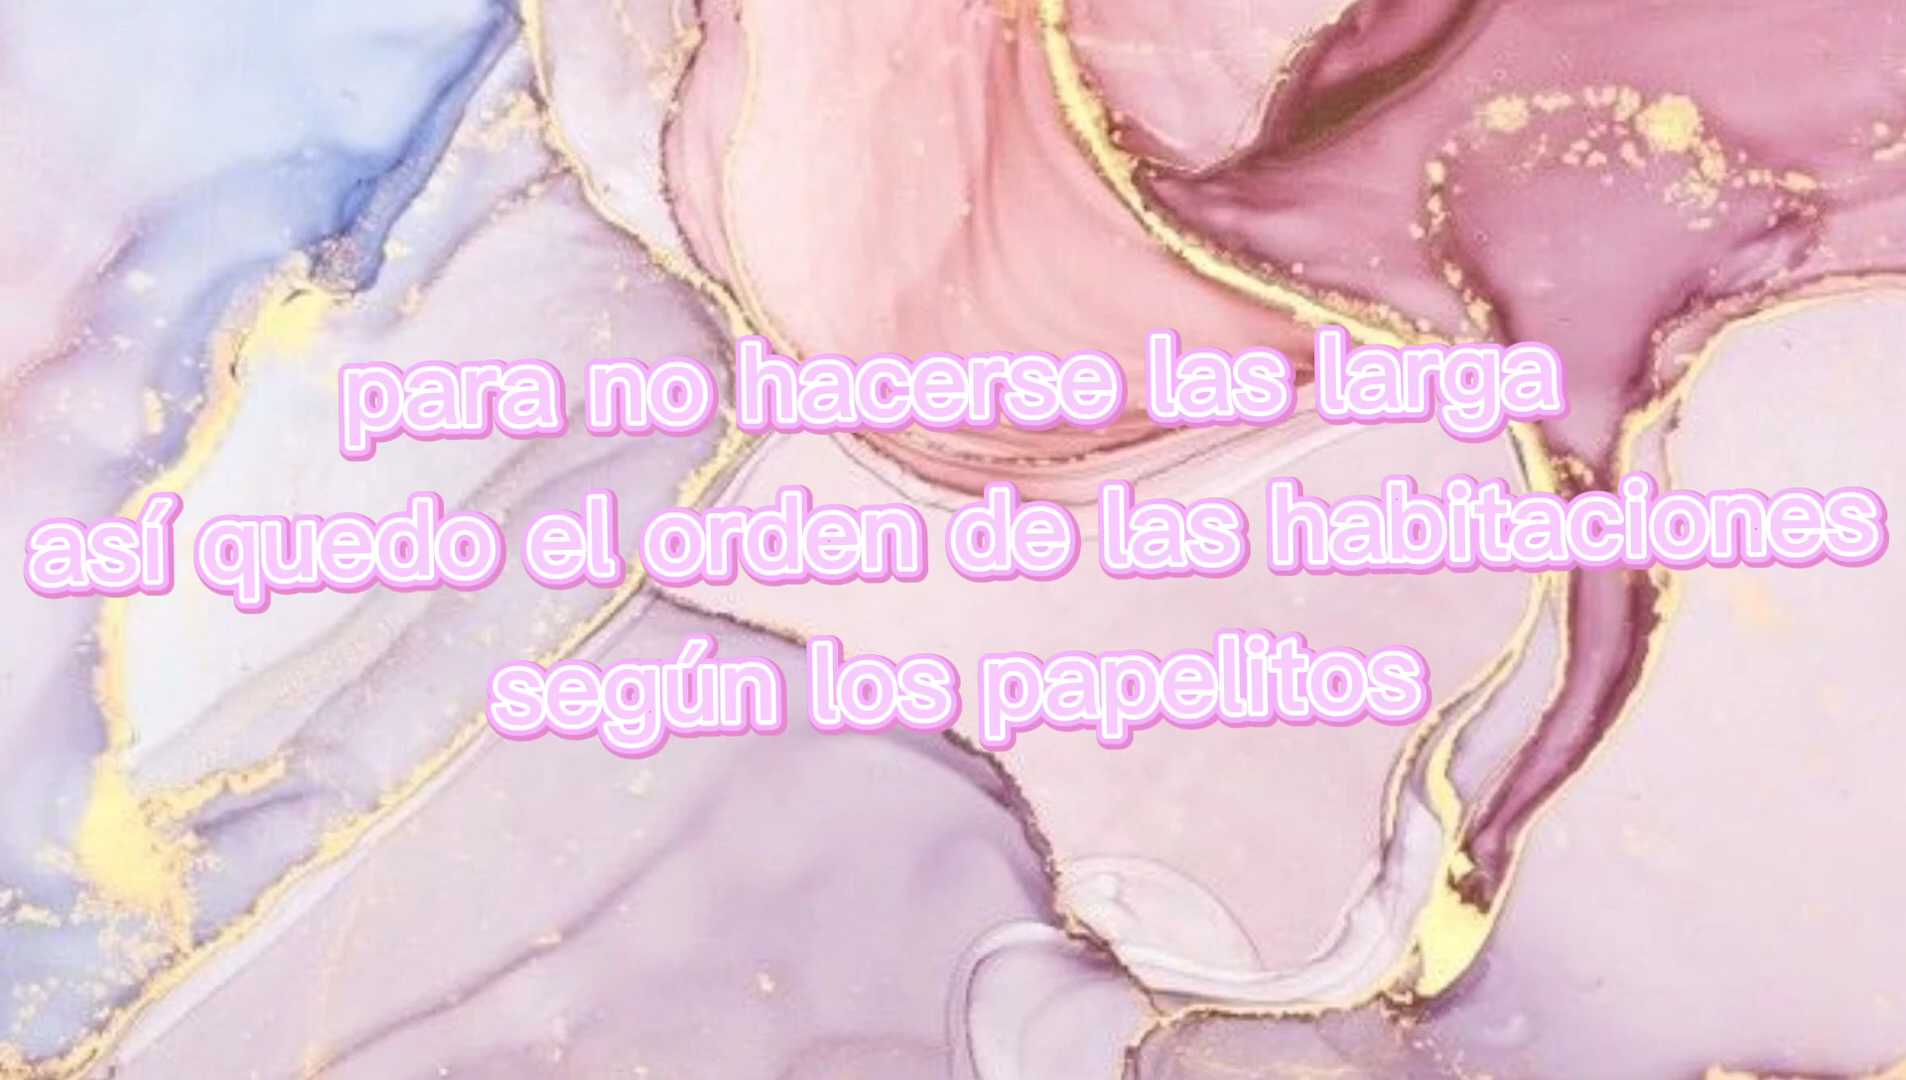 para no hacerse las larga
así quedo el orden de las habitaciones
según los papelitos